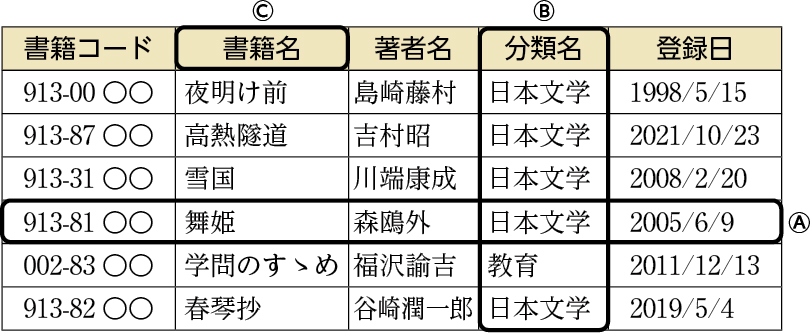 Ⓒ Ⓑ
書籍コード 書籍名 著者名 分類名 登録日
913-00 〇〇 夜明け前 島崎藤村 日本文学 1998/5/15
913-87 〇〇 高熱隧道 吉村昭 日本文学 2021/10/23
913-31 〇〇 雪国 川端康成 日本文学 2008/2/20
913-81 〇〇 舞姫 森鴎外 日本文学 2005/6/9 Ⓐ
002-83 〇〇 学問のすゝめ 福沢諭吉 教育 2011/12/13
913-82 〇〇 春琴抄 谷崎潤一郎 日本文学 2019/5/4